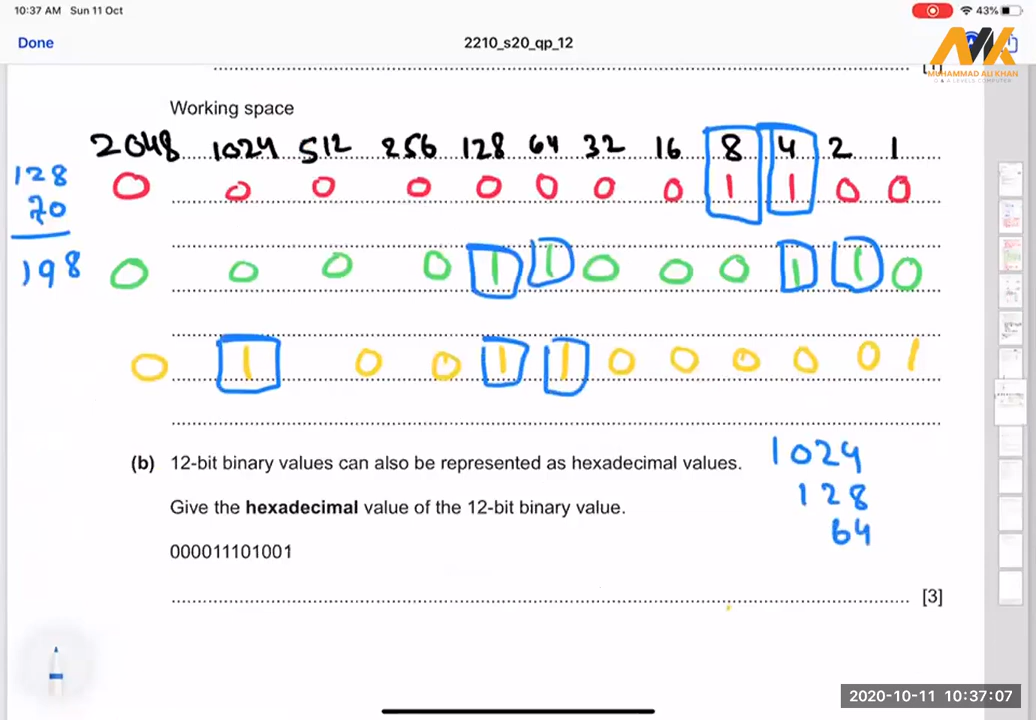 10:37 AM Sun 11 Oct
43%
Done
2210_s20_qp_12
MUHAMMAD ALI KHAN
O & A LEVELS COMPUTER
[1]
Working space
2048 1024 512 256 128 64 32 16 8 4 2 1
0 0 0 0 0 0 0 0 1 1 0 0
128
70
198
0 0 0 0 1 1 0 0 0 1 1 0
0 1 0 0 1 1 0 0 0 0 0 1
(b) 12-bit binary values can also be represented as hexadecimal values.
Give the hexadecimal value of the 12-bit binary value.
000011101001
1024
128
64
[3]
2020-10-11 10:37:07